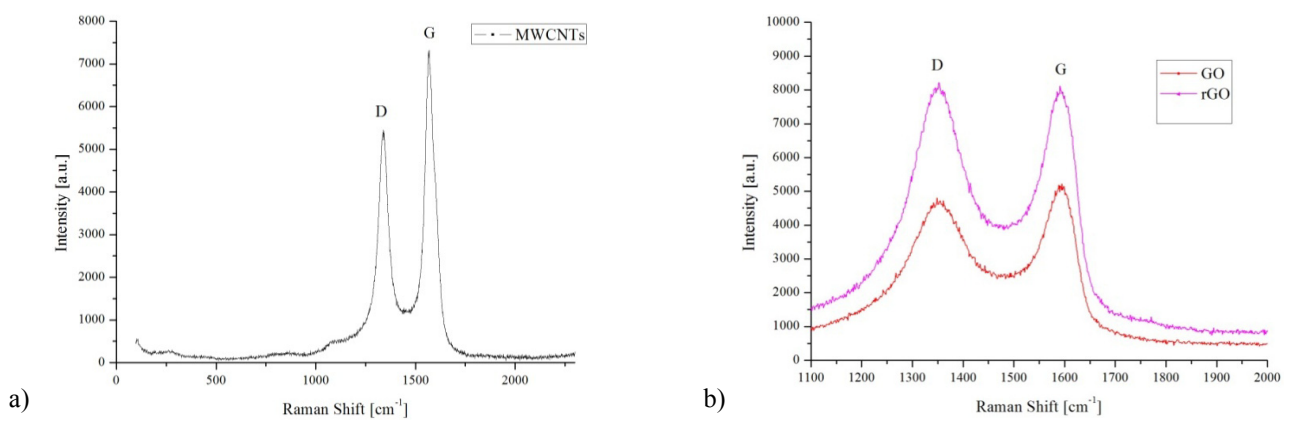 8000
7000
6000
5000
4000
3000
2000
1000
0
Intensity [a.u.]
D
G
MWCNTs
0 500 1000 1500 2000
Raman Shift [cm-1]
a)
10000
9000
8000
7000
6000
5000
4000
3000
2000
1000
0
Intensity [a.u.]
D
G
GO
rGO
1100 1200 1300 1400 1500 1600 1700 1800 1900 2000
Raman Shift [cm-1]
b)